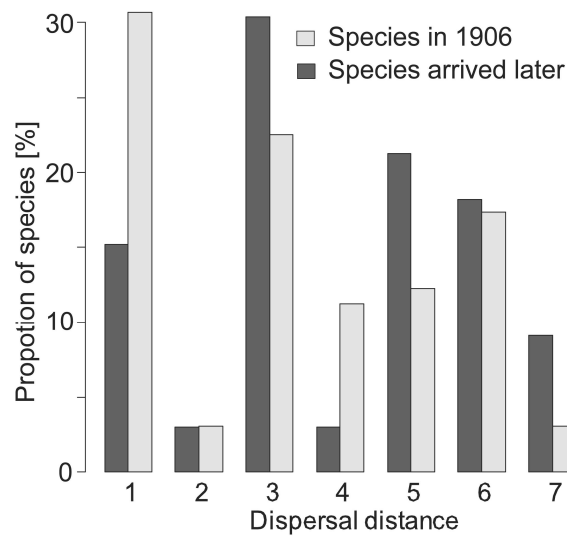 30
20
10
0
Propotion of species [%]
Species in 1906
Species arrived later
1 2 3 4 5 6 7
Dispersal distance